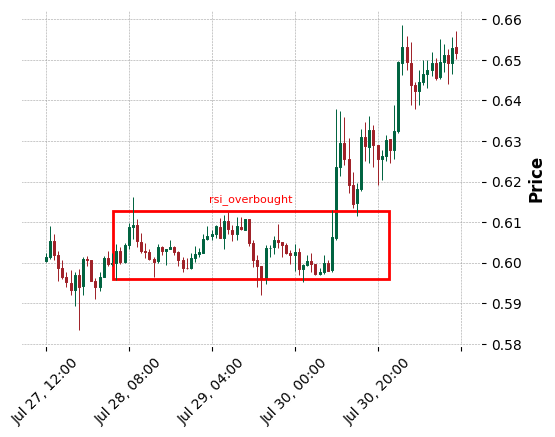 0.66
0.65
0.64
0.63
0.62
0.61
0.60
0.59
0.58
Price
rsi_overbought
Jul 27, 12:00
Jul 28, 08:00
Jul 29, 04:00
Jul 30, 00:00
Jul 30, 20:00